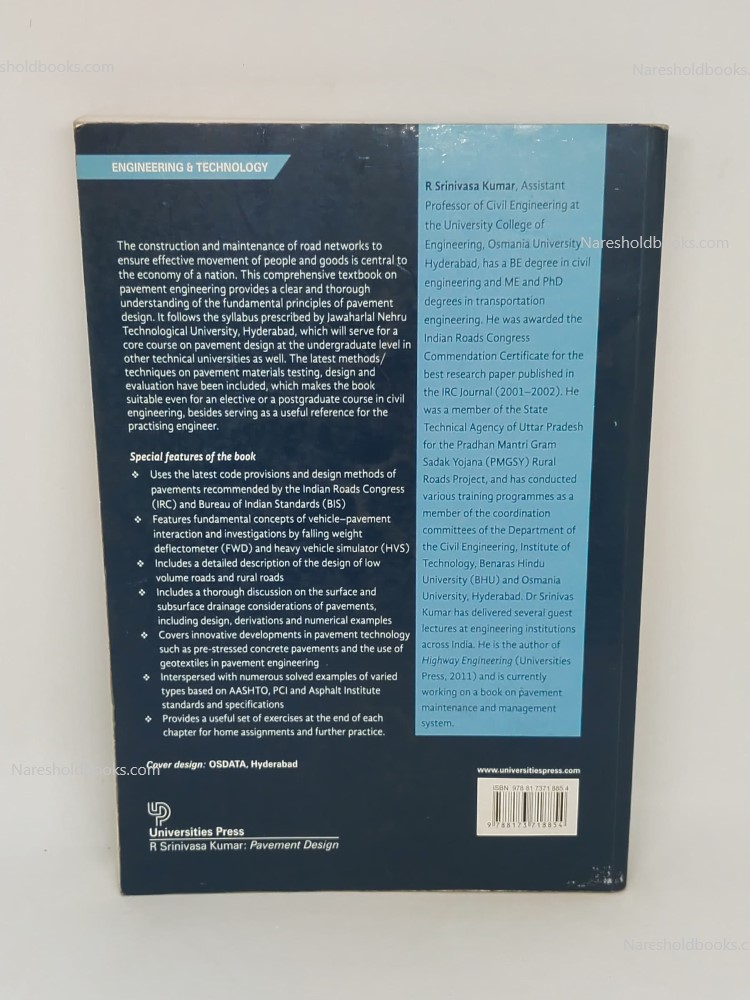 Naresholdbooks.com
ENGINEERING & TECHNOLOGY
The construction and maintenance of road networks to
ensure effective movement of people and goods is central to
the economy of a nation. This comprehensive textbook on
pavement engineering provides a clear and thorough
understanding of the fundamental principles of pavement
design. It follows the syllabus prescribed by Jawaharlal Nehru
Technological University, Hyderabad, which will serve for a
core course on pavement design at the undergraduate level in
other technical universities as well. The latest methods/
techniques on pavement materials testing, design and
evaluation have been included, which makes the book
suitable even for an elective or a postgraduate course in civil
engineering, besides serving as a useful reference for the
practising engineer.
Special features of the book
❖ Uses the latest code provisions and design methods of
pavements recommended by the Indian Roads Congress
(IRC) and Bureau of Indian Standards (BIS)
❖ Features fundamental concepts of vehicle–pavement
interaction and investigations by falling weight
deflectometer (FWD) and heavy vehicle simulator (HVS)
❖ Includes a detailed description of the design of low
volume roads and rural roads
❖ Includes a thorough discussion on the surface and
subsurface drainage considerations of pavements,
including design, derivations and numerical examples
❖ Covers innovative developments in pavement technology
such as pre-stressed concrete pavements and the use of
geotextiles in pavement engineering
❖ Interspersed with numerous solved examples of varied
types based on AASHTO, PCI and Asphalt Institute
standards and specifications
❖ Provides a useful set of exercises at the end of each
chapter for home assignments and further practice.
Cover design: OSDATA, Hyderabad
Naresholdbooks.com
UP
Universities Press
R Srinivasa Kumar: Pavement Design
R Srinivasa Kumar, Assistant
Professor of Civil Engineering at
the University College of
Engineering, Osmania University
Naresholdbooks.com
Hyderabad, has a BE degree in civil
engineering and ME and PhD
degrees in transportation
engineering. He was awarded the
Indian Roads Congress
Commendation Certificate for the
best research paper published in
the IRC Journal (2001–2002). He
was a member of the State
Technical Agency of Uttar Pradesh
for the Pradhan Mantri Gram
Sadak Yojana (PMGSY) Rural
Roads Project, and has conducted
various training programmes as a
member of the coordination
committees of the Department of
the Civil Engineering, Institute of
Technology, Benaras Hindu
University (BHU) and Osmania
University, Hyderabad. Dr Srinivas
Kumar has delivered several guest
lectures at engineering institutions
across India. He is the author of
Highway Engineering (Universities
Press, 2011) and is currently
working on a book on pavement
maintenance and management
system.
www.universitiespress.com
ISBN 978 81 7371 885 4
9 788173 718854